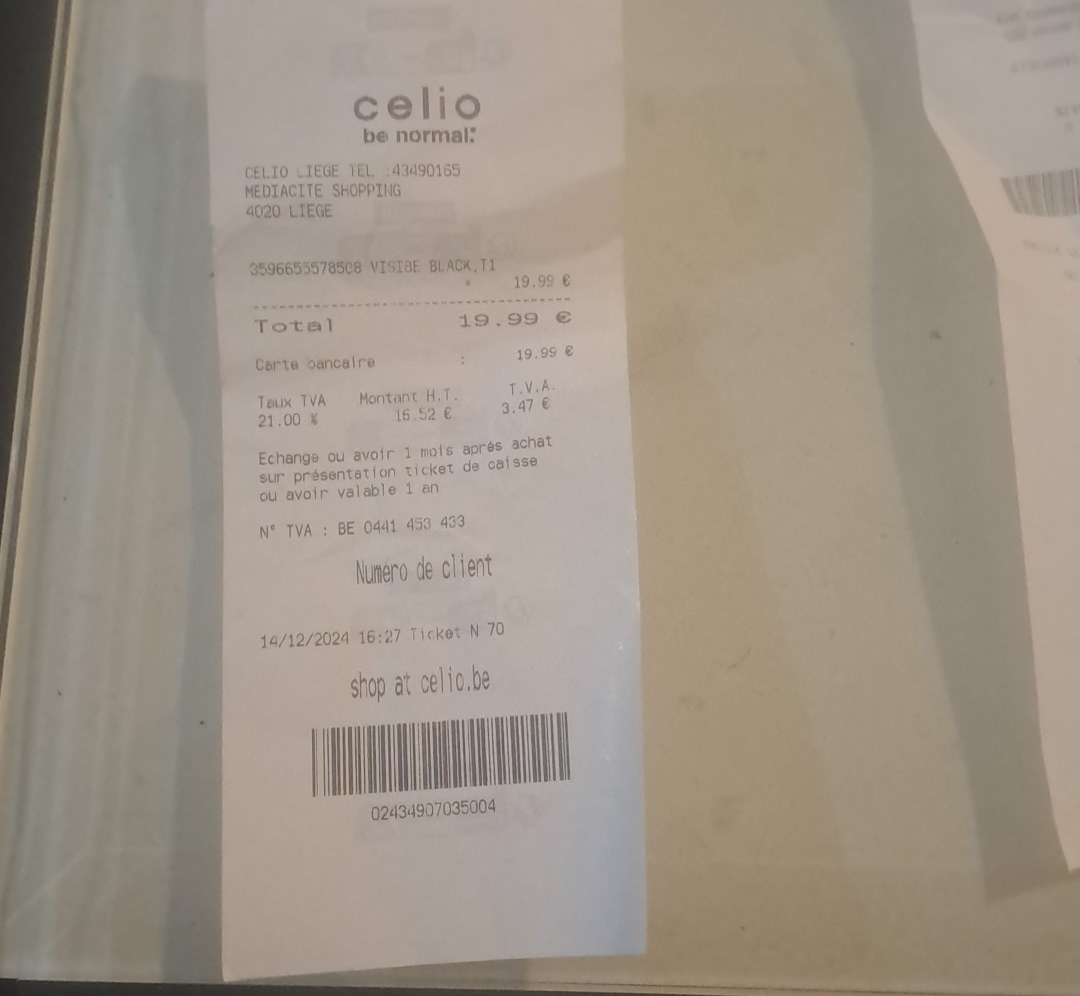 celio
be normal:
CELIO LIEGE TEL :43490165
MEDIACITE SHOPPING
4020 LIEGE
3596655578508 VISIBE BLACK.T1
* 19.99 €
Total 19.99 €
Carte bancaire : 19.99 €
Taux TVA Montant H.T. T.V.A.
21.00 % 16.52 € 3.47 €
Echange ou avoir 1 mois après achat
sur présentation ticket de caisse
ou avoir valable 1 an
N° TVA : BE 0441 453 433
Numéro de client
14/12/2024 16:27 Ticket N 70
shop at celio.be
02434907035004